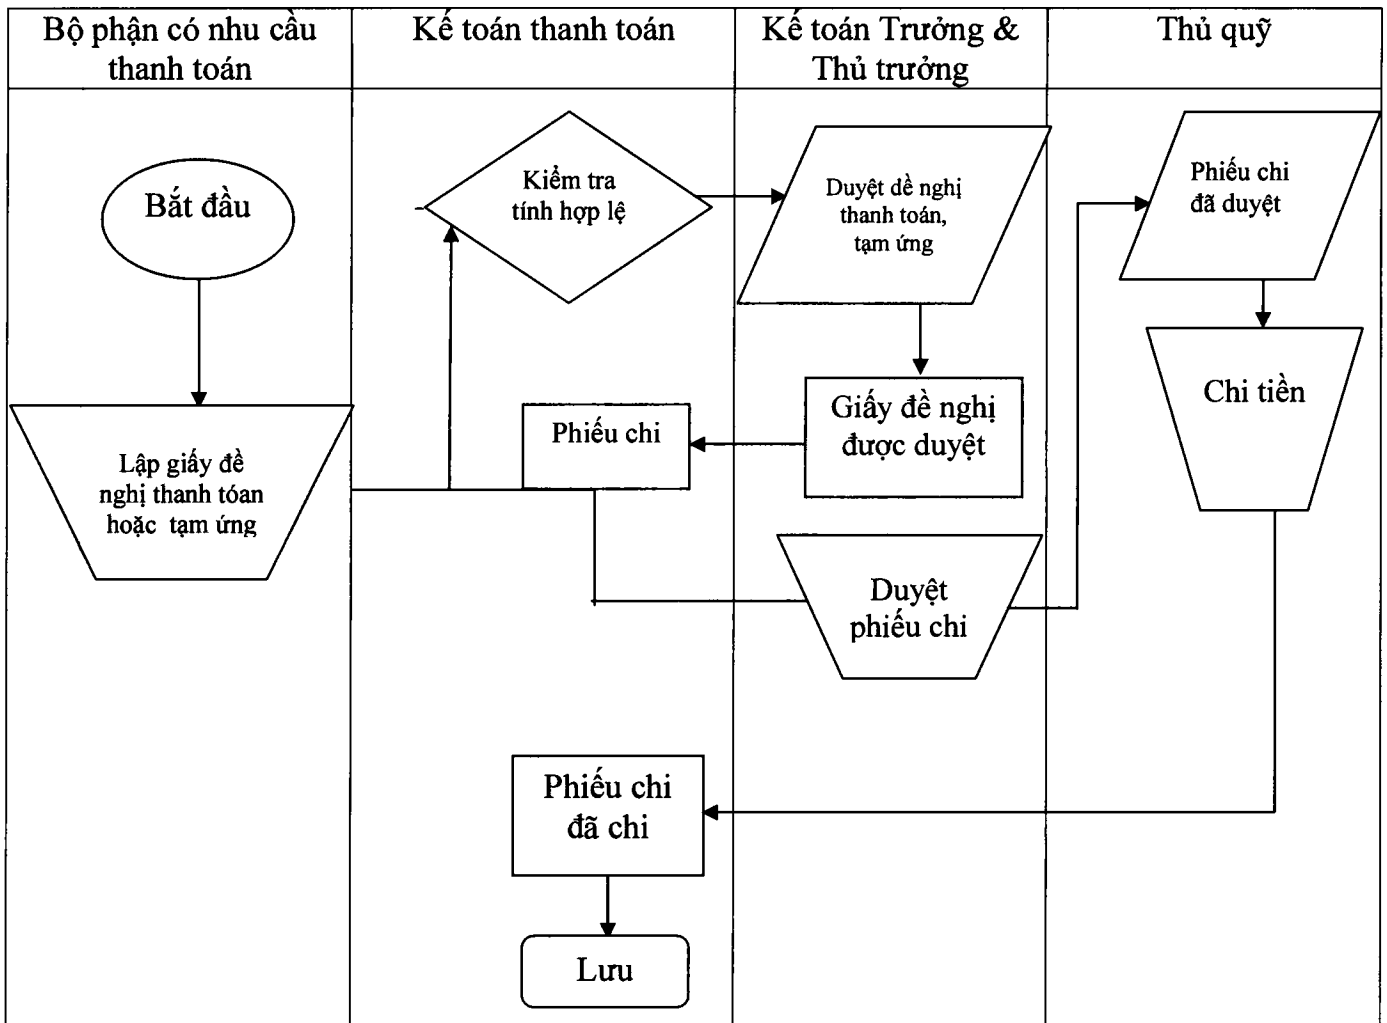 Bộ phận có nhu cầu
thanh toán
Kế toán thanh toán
Kế toán Trưởng &
Thủ trưởng
Thủ quỹ
Bắt đầu
Kiểm tra
tính hợp lệ
Duyệt dề nghị
thanh toán,
tạm ứng
Phiếu chi
đã duyệt
Lập giấy đề
nghị thanh tóan
hoặc tạm ứng
Phiếu chi
Giấy đề nghị
được duyệt
Chi tiền
Duyệt
phiếu chi
Phiếu chi
đã chi
Lưu